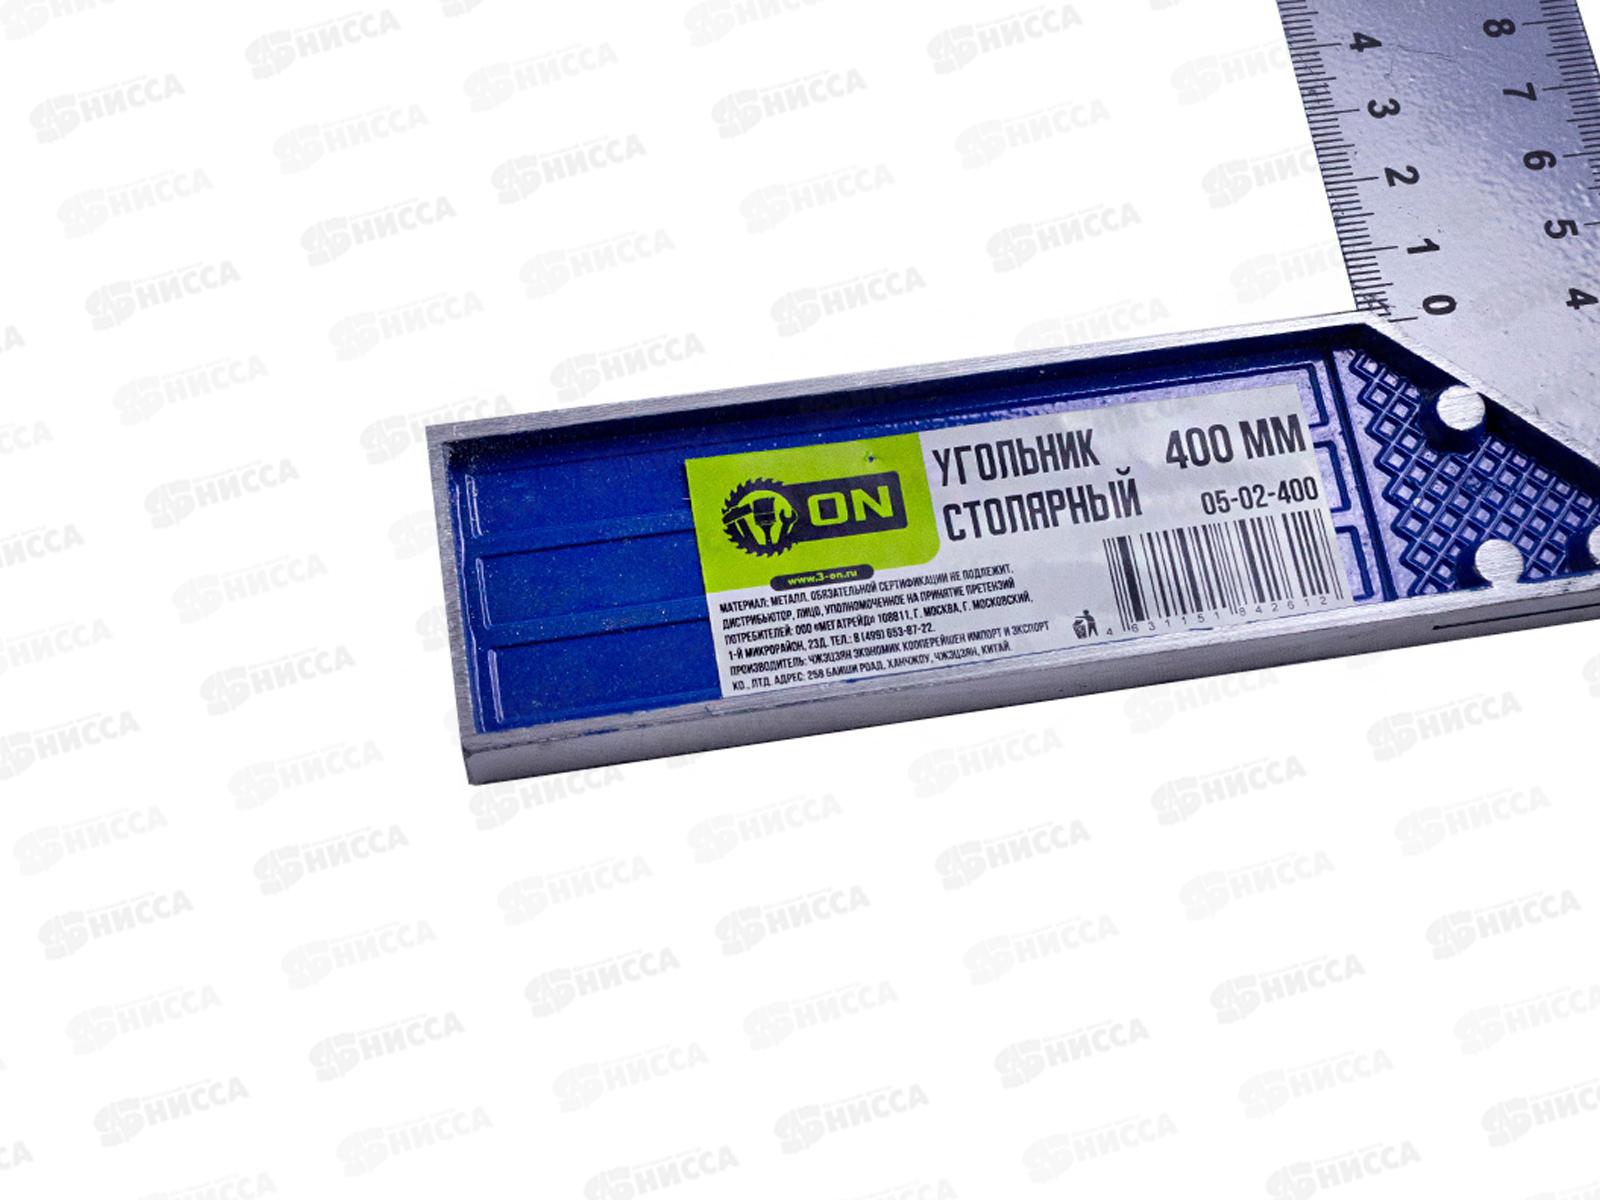 ON
www.3-on.ru
УГОЛЬНИК 400 ММ
СТОЛЯРНЫЙ 05-02-400
МАТЕРИАЛ: МЕТАЛЛ. ОБЯЗАТЕЛЬНОЙ СЕРТИФИКАЦИИ НЕ ПОДЛЕЖИТ.
ДИСТРИБЬЮТОР, ЛИЦО, УПОЛНОМОЧЕННОЕ НА ПРИНЯТИЕ ПРЕТЕНЗИЙ
ПОТРЕБИТЕЛЕЙ: ООО «МЕГАТРЕЙД» 108811, Г. МОСКВА, Г. МОСКОВСКИЙ,
1-Й МИКРОРАЙОН, 23Д. ТЕЛ.: 8 (499) 653-87-22.
ПРОИЗВОДИТЕЛЬ: ЧЖЭЦЗЯН ЭКОНОМИК КООПЕРЕЙШЕН ИМПОРТ И ЭКСПОРТ
КО., ЛТД. АДРЕС: 258 БАИШИ РОАД, ХАНЧЖОУ, ЧЖЭЦЗЯН, КИТАЙ.
4 631151 842612
4 3 2 1 0
8 7 6 5 4
НИССА